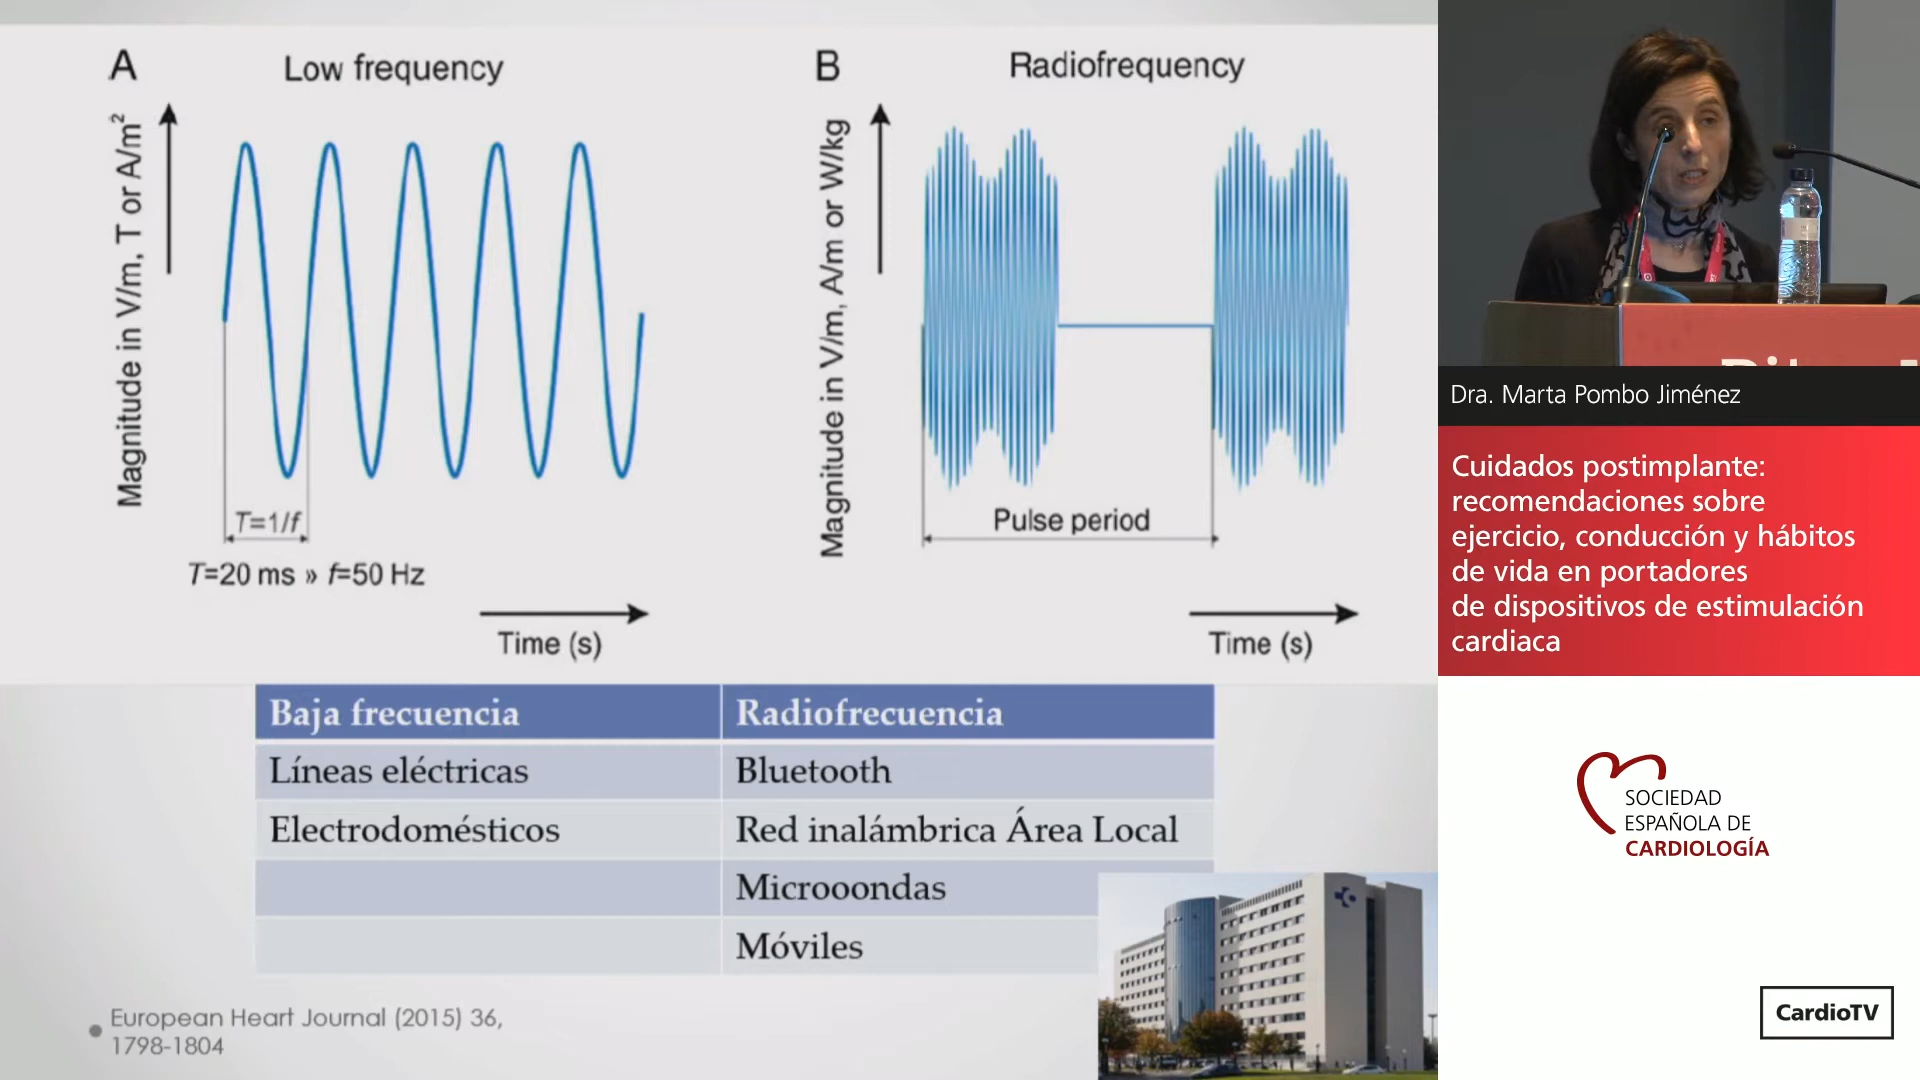 A
Low frequency
Magnitude in V/m, T or A/m²
T=1/f
T=20 ms » f=50 Hz
Time (s)
B
Radiofrequency
Magnitude in V/m, A/m or W/kg
Pulse period
Time (s)
Baja frecuencia
Radiofrecuencia
Líneas eléctricas
Bluetooth
Electrodomésticos
Red inalámbrica Área Local
Microoondas
Móviles
European Heart Journal (2015) 36,
1798-1804
Dra. Marta Pombo Jiménez
Cuidados postimplante:
recomendaciones sobre
ejercicio, conducción y hábitos
de vida en portadores
de dispositivos de estimulación
cardiaca
SOCIEDAD
ESPAÑOLA DE
CARDIOLOGÍA
CardioTV